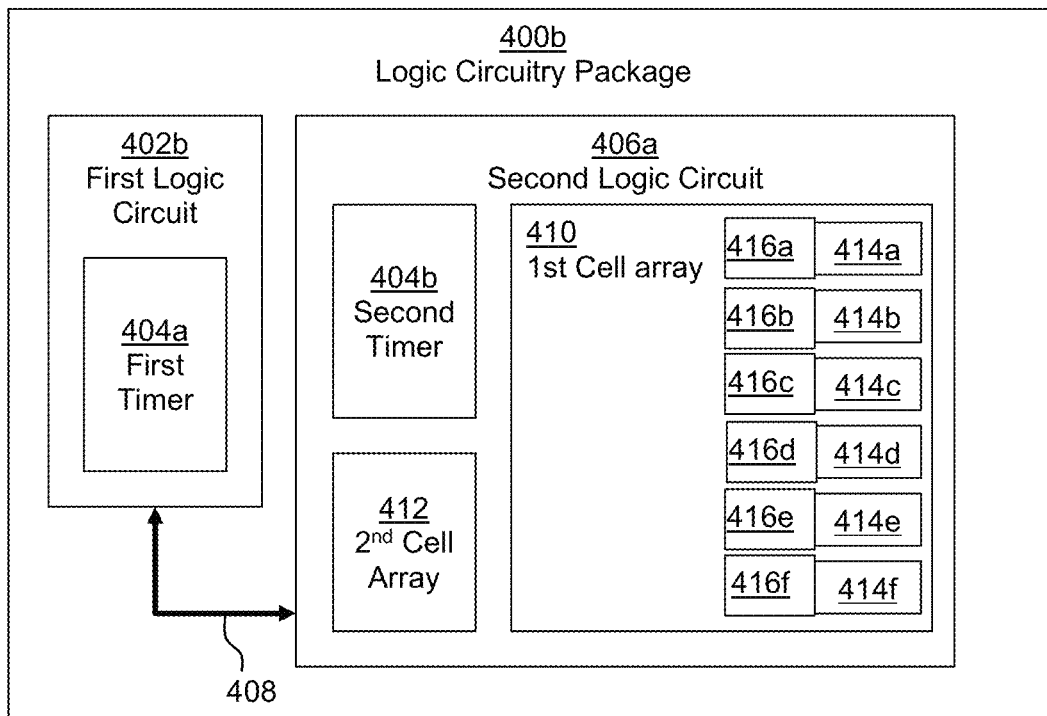 400b
Logic Circuitry Package
402b
First Logic
Circuit
404a
First
Timer
406a
Second Logic Circuit
404b
Second
Timer
412
2nd Cell
Array
410
1st Cell array
416a 414a
416b 414b
416c 414c
416d 414d
416e 414e
416f 414f
408